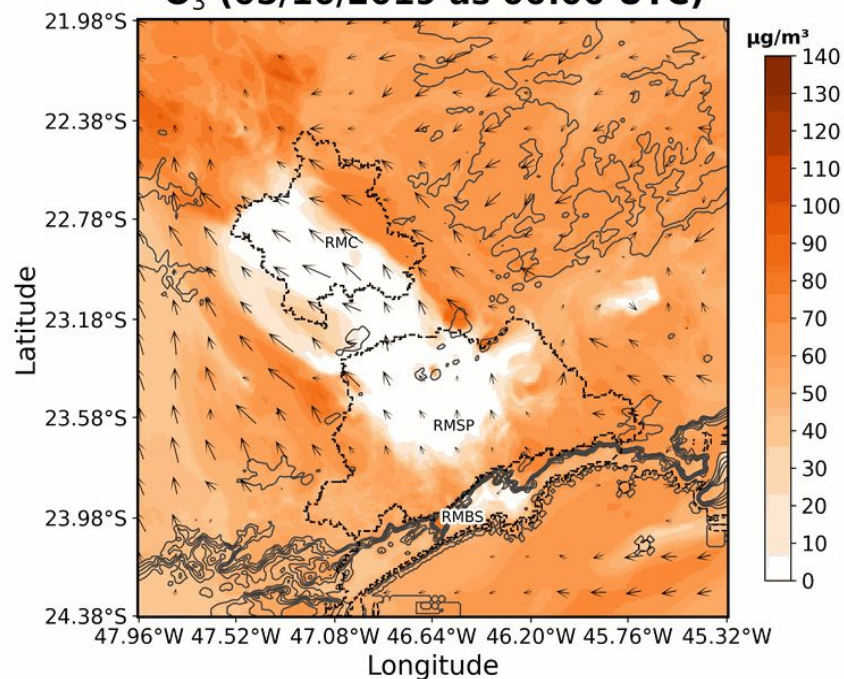 O₃ UTC)
µg/m³
21.98°S
22.38°S
22.78°S
23.18°S
23.58°S
23.98°S
24.38°S
Latitude
RMC
RMSP
RMBS
140
130
120
110
100
90
80
70
60
50
40
30
20
10
0
47.96°W 47.52°W 47.08°W 46.64°W 46.20°W 45.76°W 45.32°W
Longitude